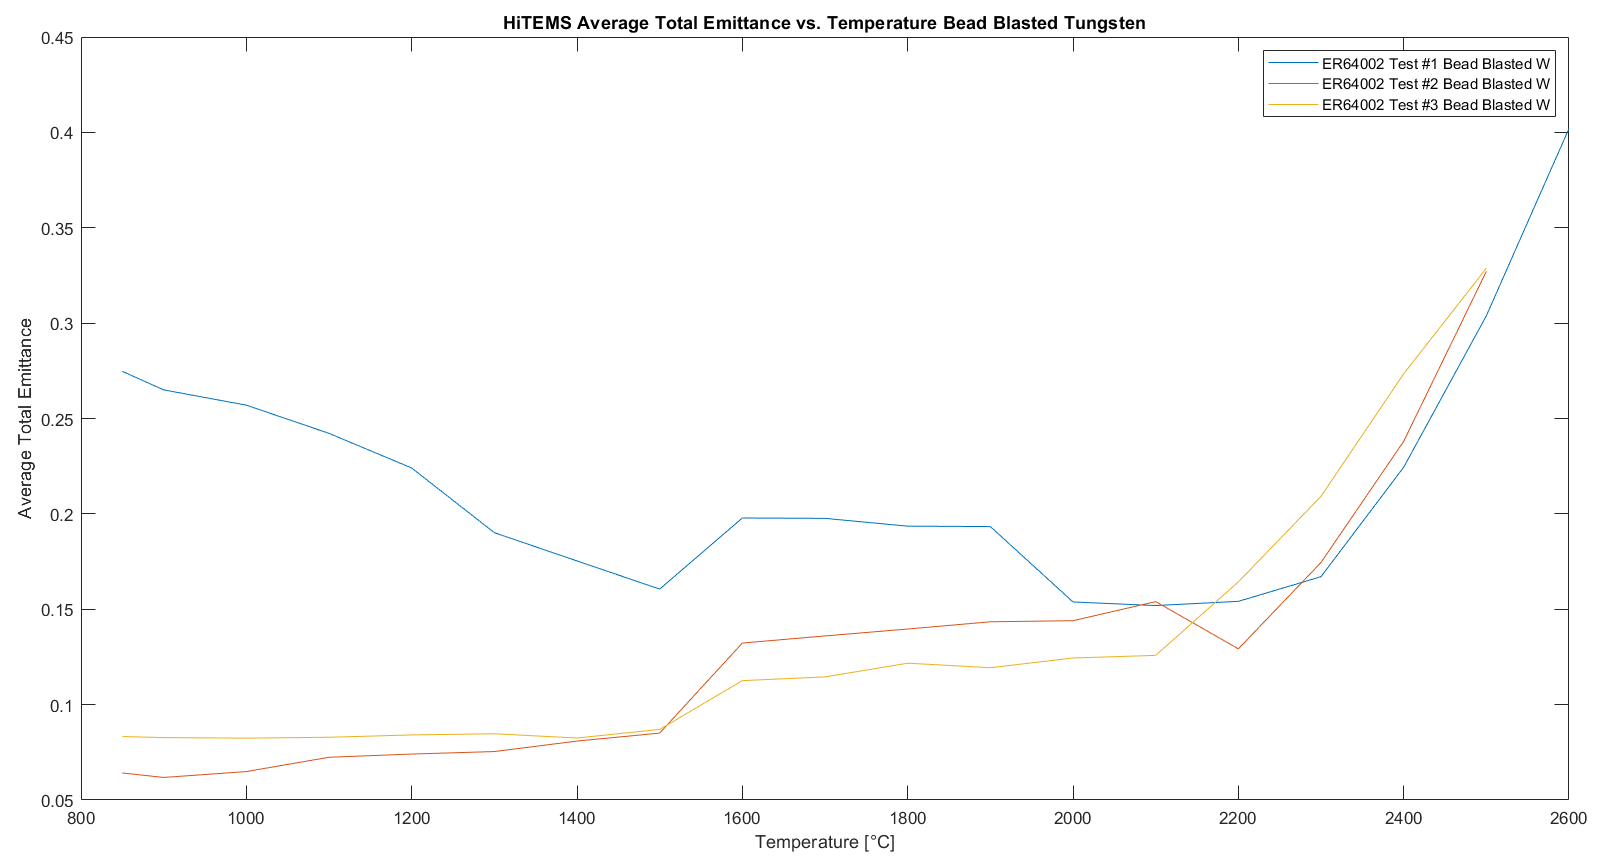 HiTEMS Average Total Emittance vs. Temperature Bead Blasted Tungsten
0.45
0.4
0.35
0.3
0.25
0.2
0.15
0.1
0.05
Average Total Emittance
ER64002 Test #1 Bead Blasted W
ER64002 Test #2 Bead Blasted W
ER64002 Test #3 Bead Blasted W
800 1000 1200 1400 1600 1800 2000 2200 2400 2600
Temperature [°C]